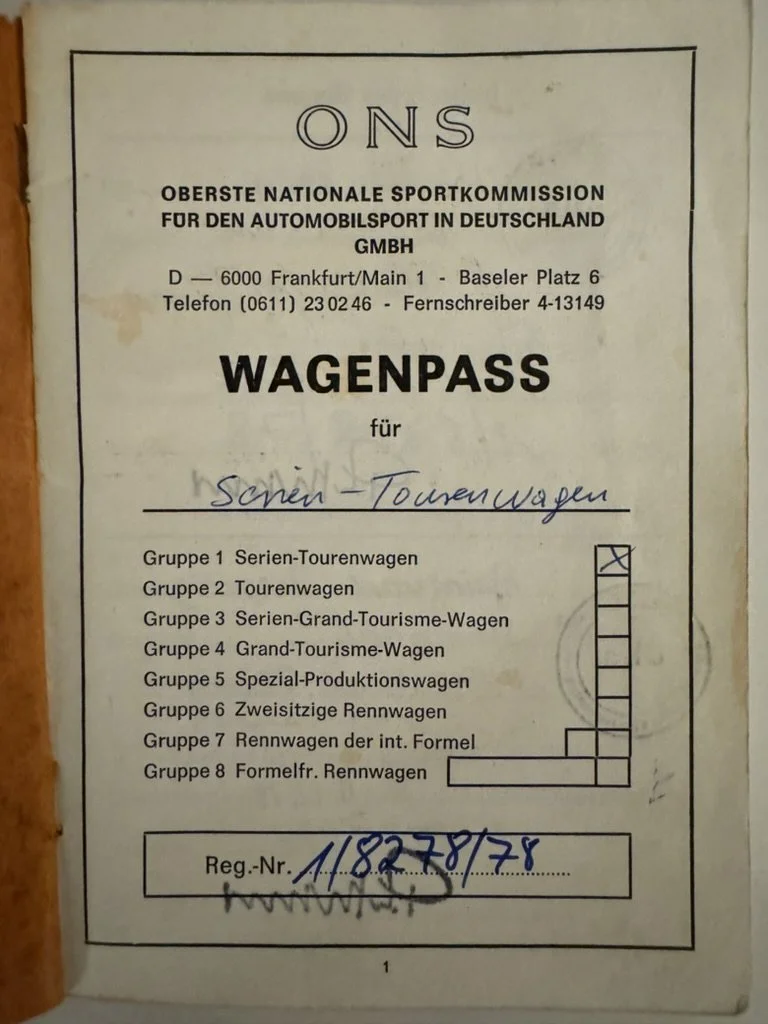 ONS
OBERSTE NATIONALE SPORTKOMMISSION
FÜR DEN AUTOMOBILSPORT IN DEUTSCHLAND
GMBH
D — 6000 Frankfurt/Main 1 - Baseler Platz 6
Telefon (0611) 23 02 46 - Fernschreiber 4-13149
WAGENPASS
für
Serien - Tourenwagen
Gruppe 1 Serien-Tourenwagen X
Gruppe 2 Tourenwagen
Gruppe 3 Serien-Grand-Tourisme-Wagen
Gruppe 4 Grand-Tourisme-Wagen
Gruppe 5 Spezial-Produktionswagen
Gruppe 6 Zweisitzige Rennwagen
Gruppe 7 Rennwagen der int. Formel
Gruppe 8 Formelfr. Rennwagen
Reg.-Nr. 1/8278/78
1